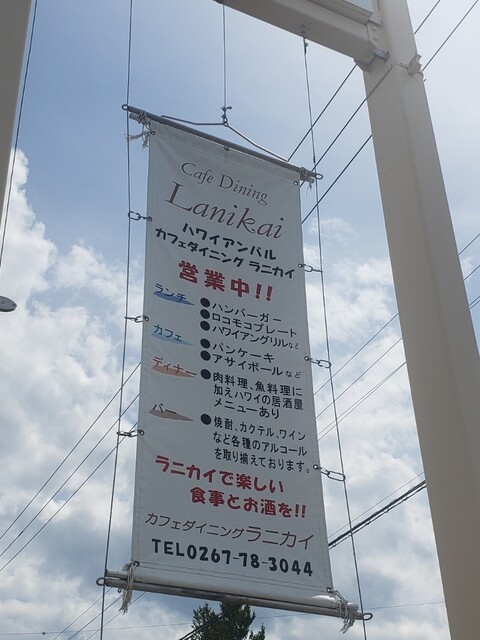 Cafe Dining
Lanikai
ハワイアンバル
カフェダイニング ラニカイ
営業中!!
ランチ
●ハンバーガー
●ロコモコプレート
●ハワイアングリルなど
カフェ
●パンケーキ
●アサイボールなど
ディナー
●肉料理、魚料理に
加えハワイの居酒屋
メニューあり
バー
●焼酎、カクテル、ワイン
など各種のアルコール
を取り揃えております。
ラニカイで楽しい
食事とお酒を!!
カフェダイニングラニカイ
TEL0267-78-3044